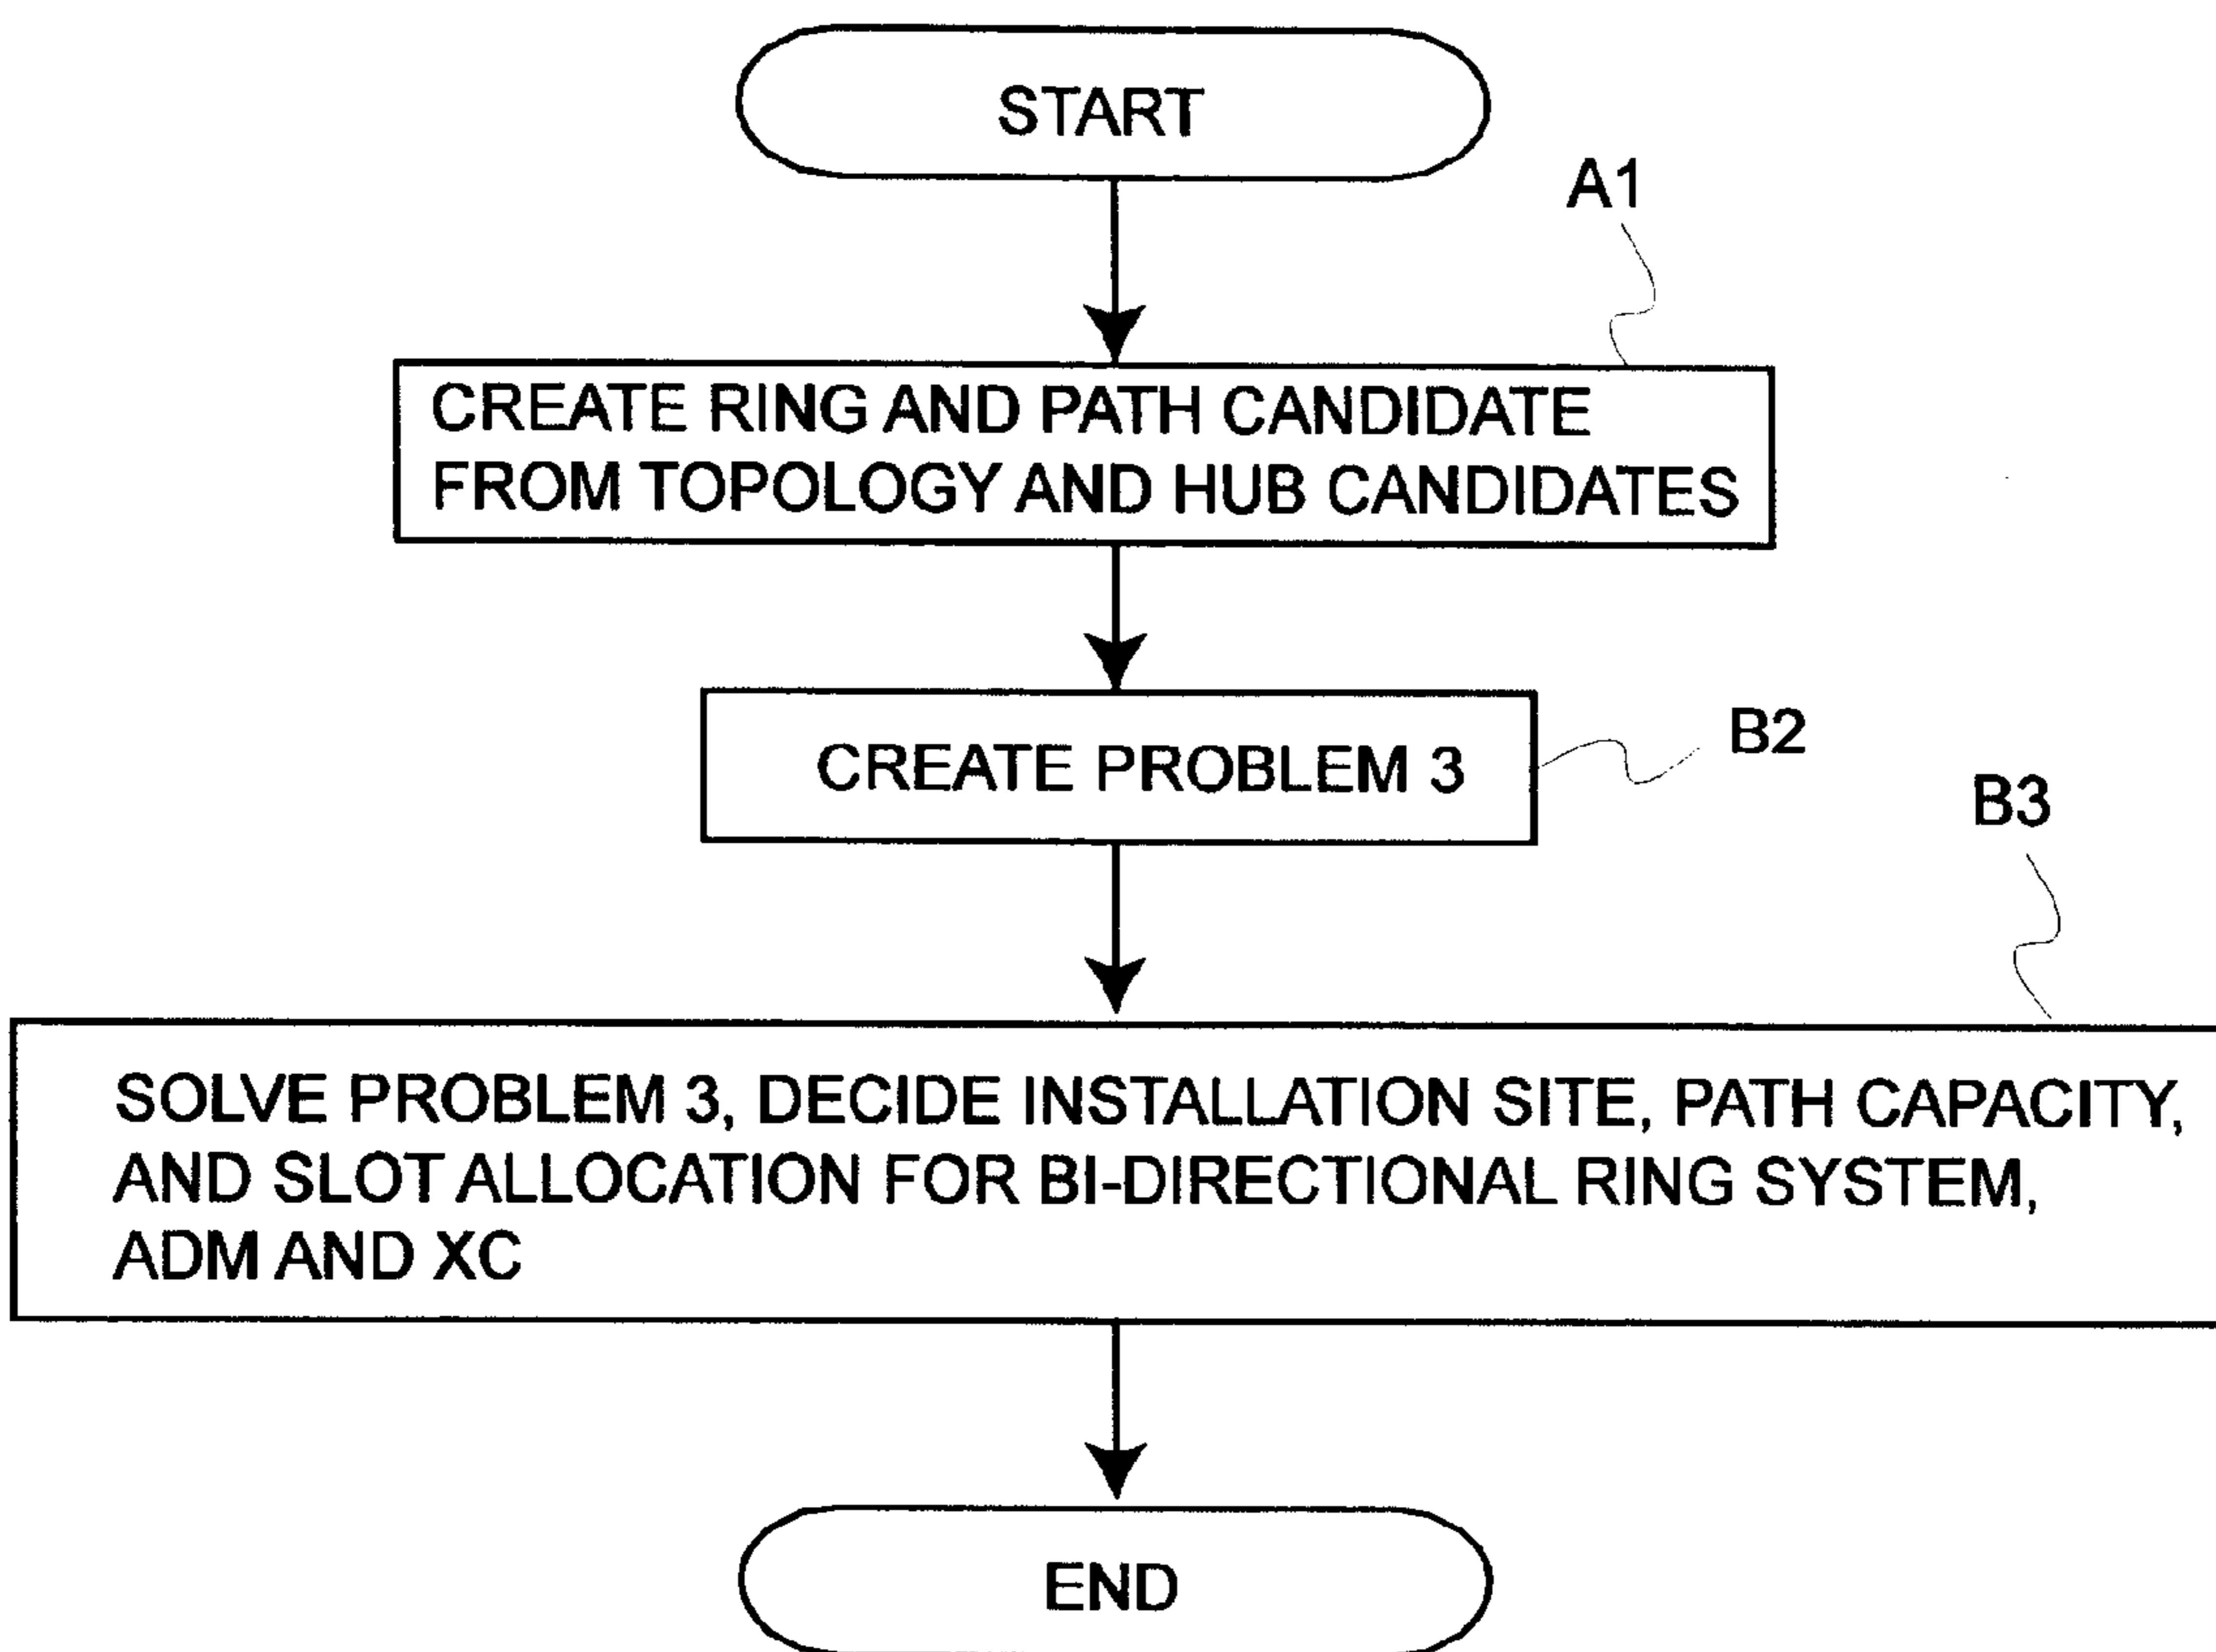 START
A1
CREATE RING AND PATH CANDIDATE
FROM TOPOLOGY AND HUB CANDIDATES
CREATE PROBLEM 3
B2
B3
SOLVE PROBLEM 3, DECIDE INSTALLATION SITE, PATH CAPACITY,
AND SLOT ALLOCATION FOR BI-DIRECTIONAL RING SYSTEM,
ADM AND XC
END